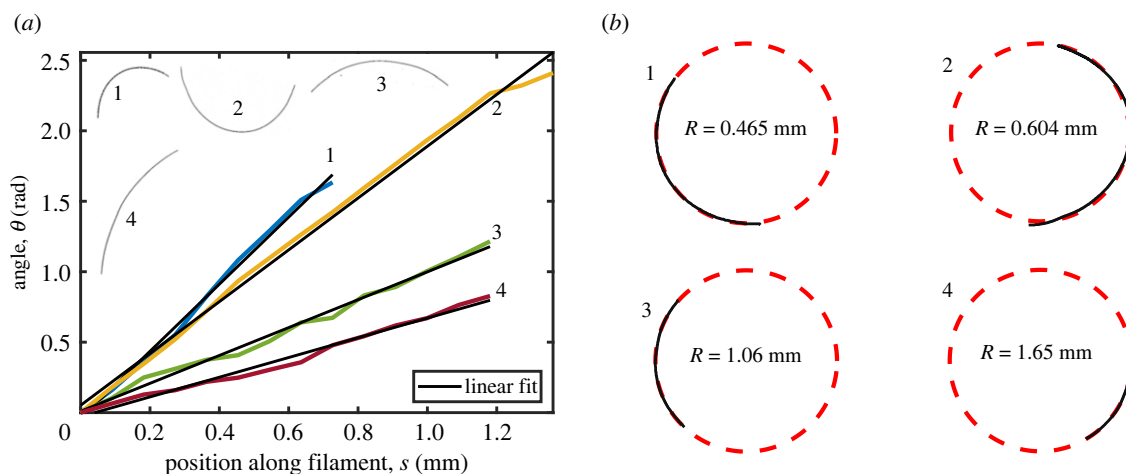 (a)
2.5
2.0
1.5
1.0
0.5
0
0.2
0.4
0.6
0.8
1.0
1.2
angle, θ (rad)
position along filament, s (mm)
1
2
3
4
1
2
3
4
linear fit
(b)
1
R = 0.465 mm
2
R = 0.604 mm
3
R = 1.06 mm
4
R = 1.65 mm